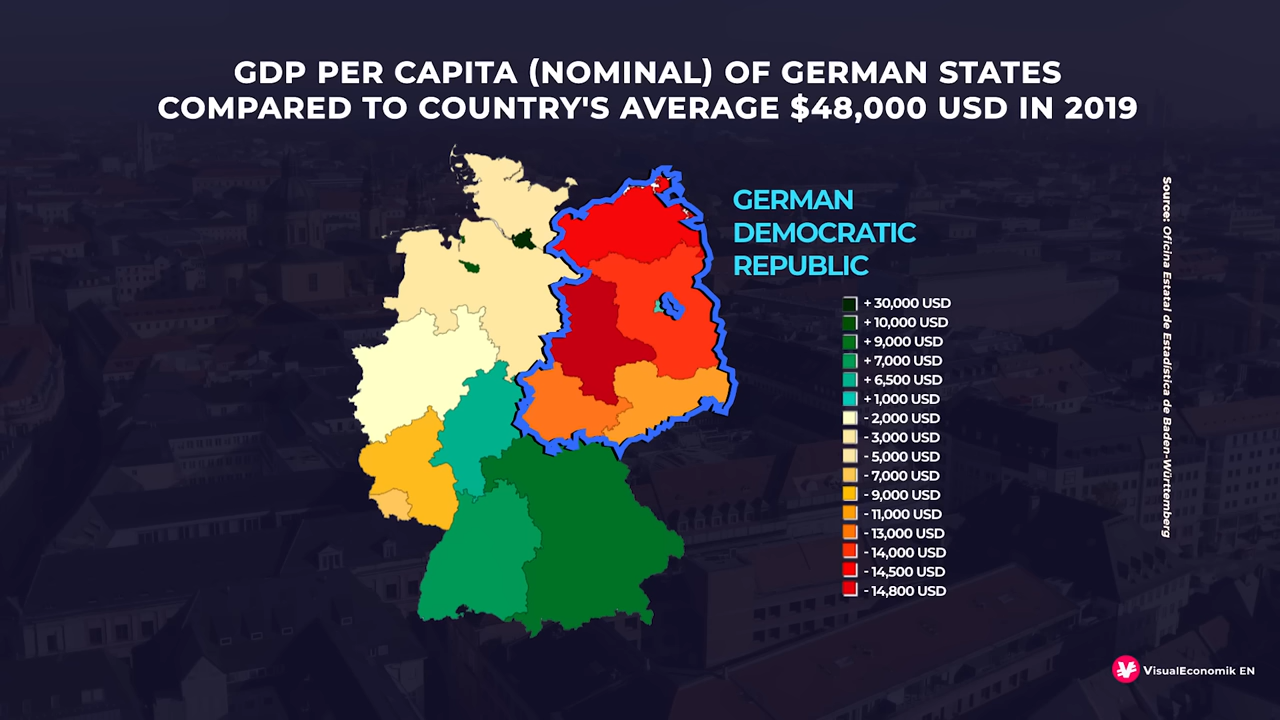 GDP PER CAPITA (NOMINAL) OF GERMAN STATES
COMPARED TO COUNTRY'S AVERAGE $48,000 USD IN 2019
GERMAN
DEMOCRATIC
REPUBLIC
+ 30,000 USD
+ 10,000 USD
+ 9,000 USD
+ 7,000 USD
+ 6,500 USD
+ 1,000 USD
- 2,000 USD
- 3,000 USD
- 5,000 USD
- 7,000 USD
- 9,000 USD
- 11,000 USD
- 13,000 USD
- 14,000 USD
- 14,500 USD
- 14,800 USD
Source: Oficina Estatal de Estadística de Baden-Württemberg
VisualEconomik EN